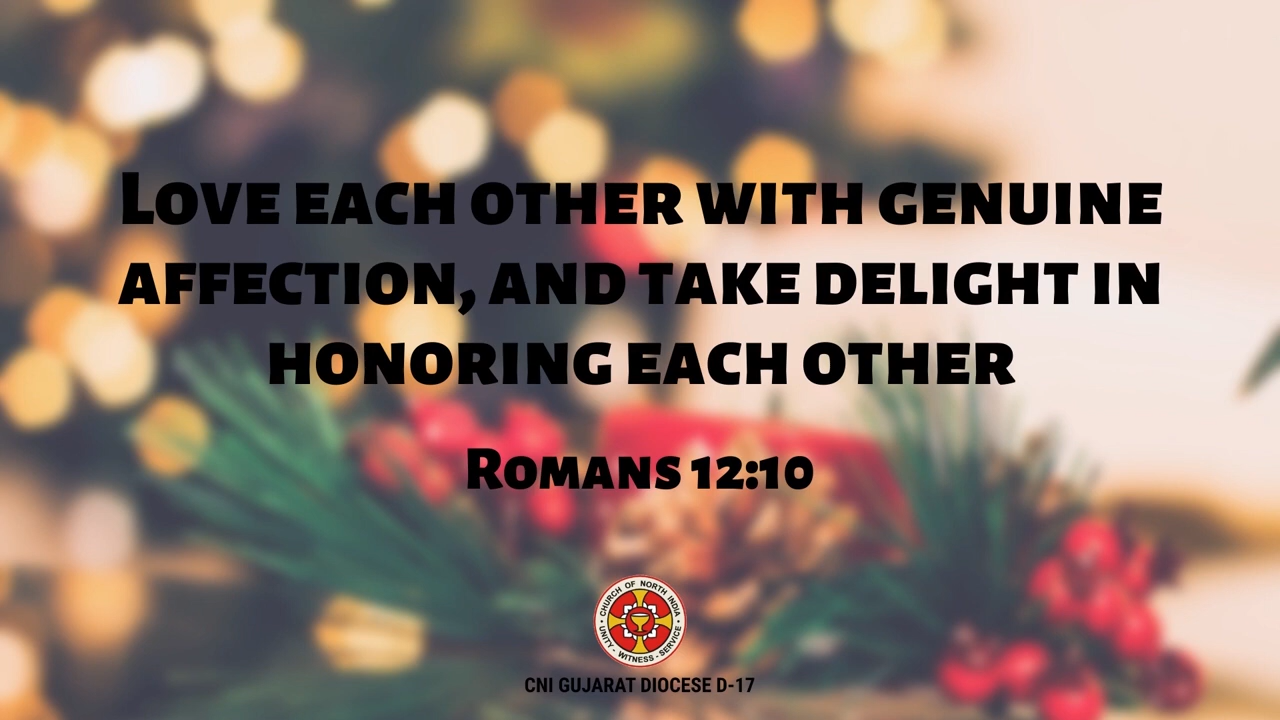 Love each other with genuine
affection, and take delight in
honoring each other
Romans 12:10
CHURCH OF NORTH INDIA
UNITY - WITNESS - SERVICE
CNI GUJARAT DIOCESE D-17